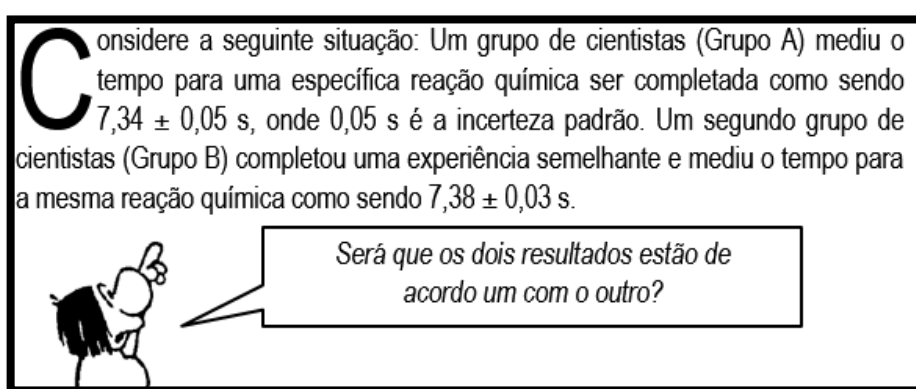 Considere a seguinte situação: Um grupo de cientistas (Grupo A) mediu o
tempo para uma específica reação química ser completada como sendo
7,34 ± 0,05 s, onde 0,05 s é a incerteza padrão. Um segundo grupo de
cientistas (Grupo B) completou uma experiência semelhante e mediu o tempo para
a mesma reação química como sendo 7,38 ± 0,03 s.
Será que os dois resultados estão de
acordo um com o outro?